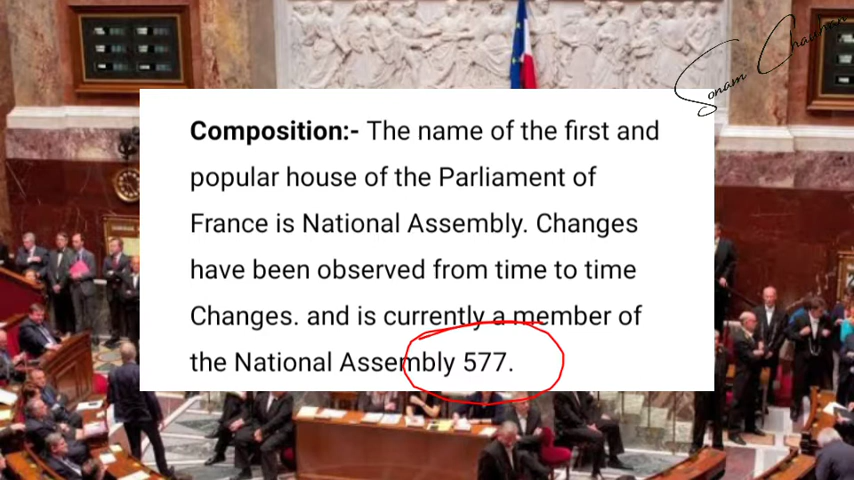 Sonam Chauhan
Composition:- The name of the first and
popular house of the Parliament of
France is National Assembly. Changes
have been observed from time to time
Changes. and is currently a member of
the National Assembly 577.